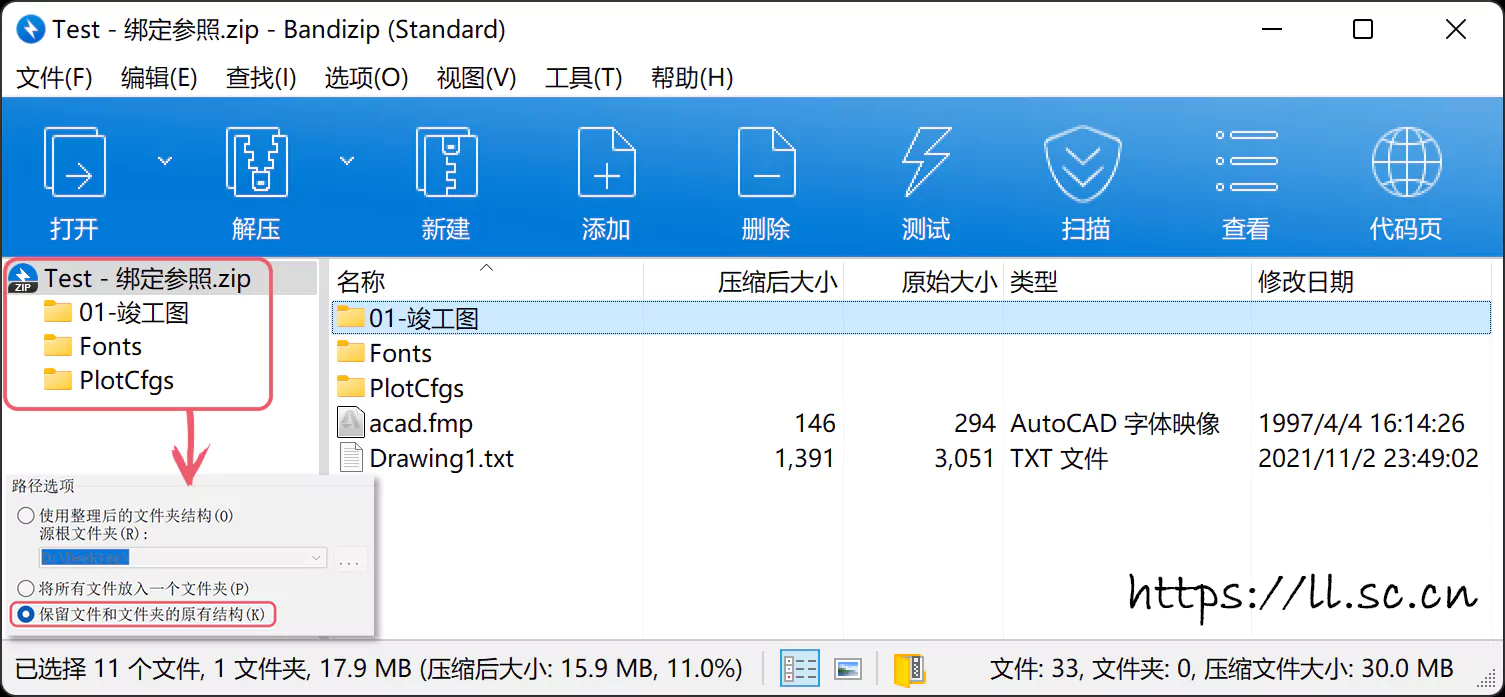 Test - 绑定参照.zip - Bandizip (Standard)
文件(F) 编辑(E) 查找(I) 选项(O) 视图(V) 工具(T) 帮助(H)
打开 解压 新建 添加 删除 测试 扫描 查看 代码页
ZIP Test - 绑定参照.zip
01-竣工图
Fonts
PlotCfgs
名称 压缩后大小 原始大小 类型 修改日期
01-竣工图
Fonts
PlotCfgs
acad.fmp 146 294 AutoCAD 字体映像 1997/4/4 16:14:26
Drawing1.txt 1,391 3,051 TXT 文件 2021/11/2 23:49:02
路径选项
使用整理后的文件夹结构(O)
源根文件夹(R):
...
将所有文件放入一个文件夹(P)
保留文件和文件夹的原有结构(K)
https://ll.sc.cn
已选择 11 个文件, 1 文件夹, 17.9 MB (压缩后大小: 15.9 MB, 11.0%) 文件: 33, 文件夹: 0, 压缩文件大小: 30.0 MB